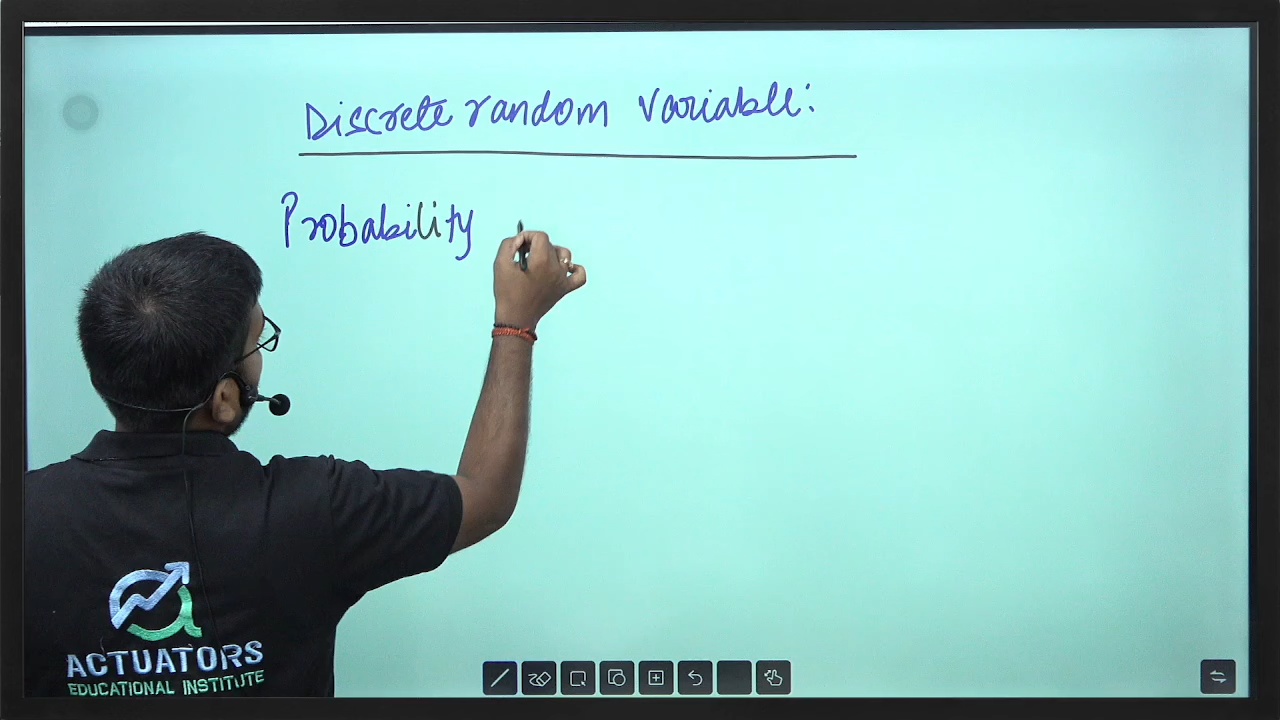 Discrete random variable:
Probability
ACTUATORS
EDUCATIONAL INSTITUTE